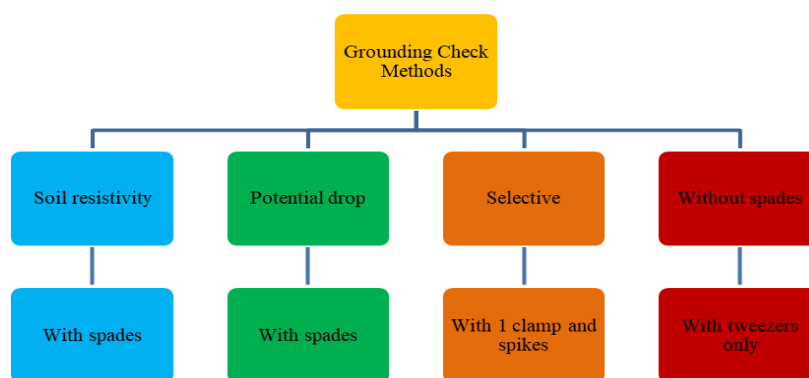 Grounding Check
Methods
Soil resistivity
Potential drop
Selective
Without spades
With spades
With spades
With 1 clamp and
spikes
With tweezers
only